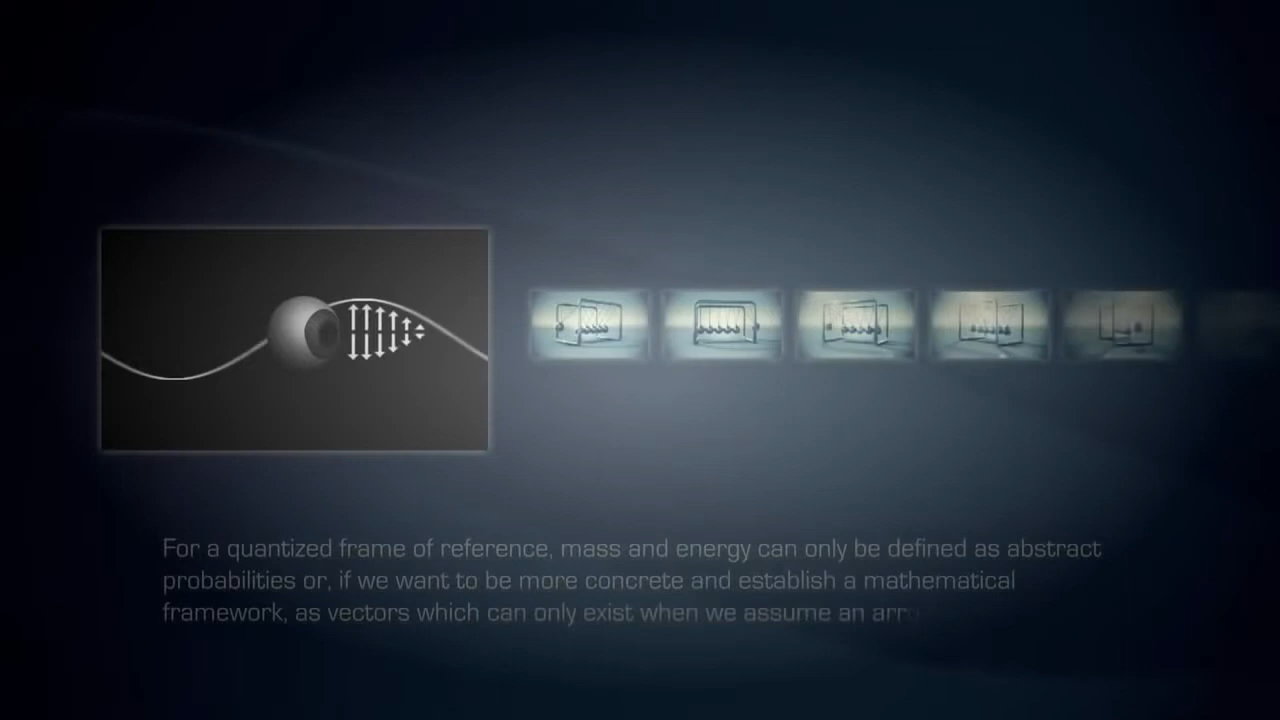 For a quantized frame of reference, mass and energy can only be defined as abstract
probabilities or, if we want to be more concrete and establish a mathematical
framework, as vectors which can only exist when we assume an arro